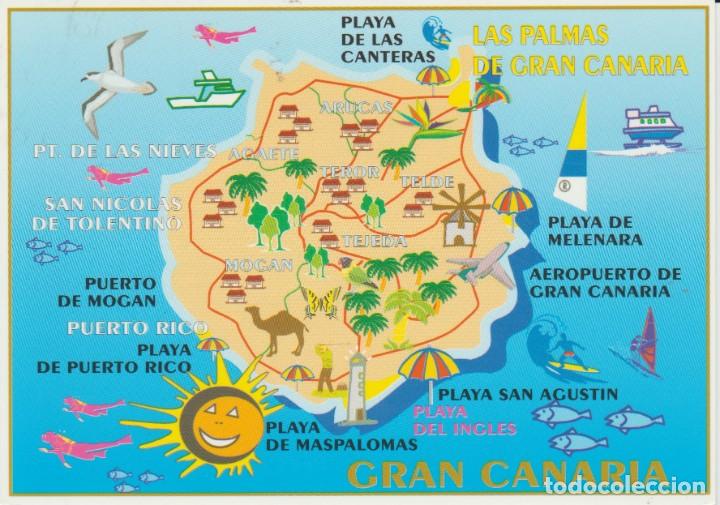 PLAYA
DE LAS
CANTERAS
LAS PALMAS
DE GRAN CANARIA
ARUCAS
PT. DE LAS NIEVES
AGAETE
TEROR
TELDE
SAN NICOLAS
DE TOLENTINO
TEJEDA
PLAYA DE
MELENARA
MOGAN
PUERTO
DE MOGAN
AEROPUERTO DE
GRAN CANARIA
PUERTO RICO
PLAYA
DE PUERTO RICO
PLAYA SAN AGUSTIN
PLAYA
DEL INGLES
PLAYA
DE MASPALOMAS
GRAN CANARIA
todocoleccion.net